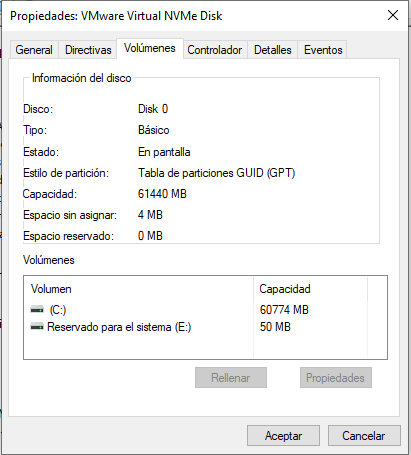 Propiedades: VMware Virtual NVMe Disk
General Directivas Volúmenes Controlador Detalles Eventos
Información del disco
Disco: Disk 0
Tipo: Básico
Estado: En pantalla
Estilo de partición: Tabla de particiones GUID (GPT)
Capacidad: 61440 MB
Espacio sin asignar: 4 MB
Espacio reservado: 0 MB
Volúmenes
Volumen Capacidad
(C:) 60774 MB
Reservado para el sistema (E:) 50 MB
Rellenar Propiedades
Aceptar Cancelar